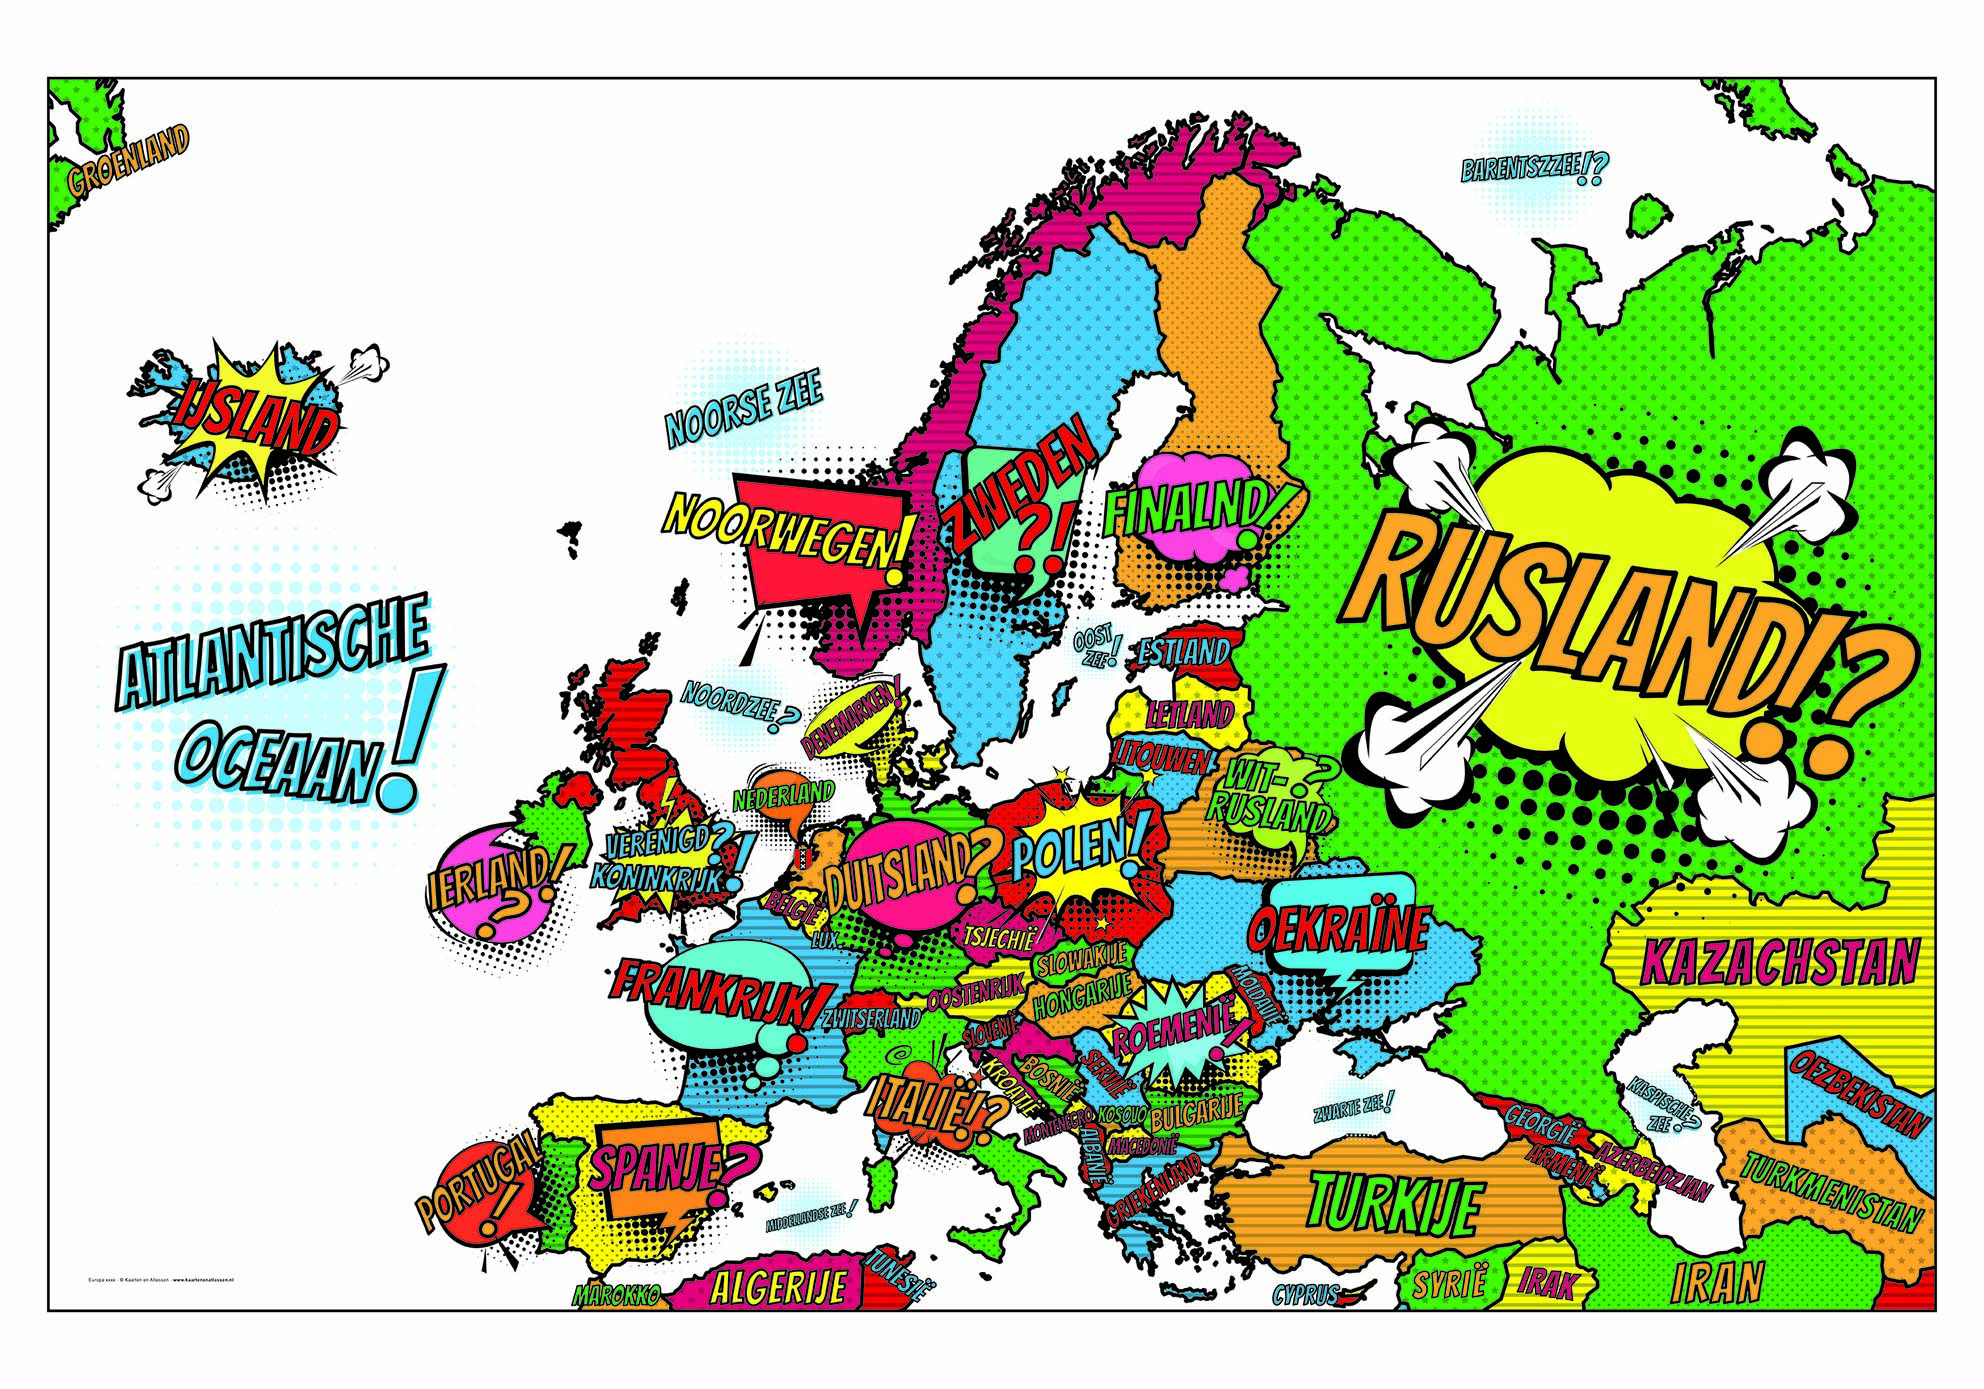 GROENLAND
BARENTSZZEE!?
IJSLAND
NOORSE ZEE
ZWEDEN
?!
FINALND!
NOORWEGEN!
RUSLAND!?
ATLANTISCHE
OCEAAN!
OOST
ZEE!
ESTLAND
NOORDZEE?
DENEMARKEN!
LETLAND
LITOUWEN
WIT-?
RUSLAND
NEDERLAND
VERENIGD?
KONINKRIJK!
IERLAND!
?
DUITSLAND?
POLEN!
BELGIË
LUX.
TSJECHIË
OEKRAÏNE
KAZACHSTAN
SLOWAKIJE
FRANKRIJK!
OOSTENRIJK
HONGARIJE
MOLDAVIË
ZWITSERLAND
SLOVENIË
ROEMENIË!
ITALIË!?
KROATIË
BOSNIË
SERVIË
OEZBEKISTAN
ZWARTE ZEE!
KASPISCHE
ZEE?
MONTENEGRO
KOSOVO
BULGARIJE
GEORGIË
ALBANIË
MACEDONIË
ARMENIË
AZERBEIDZJAN
PORTUGAL
!
SPANJE?
GRIEKENLAND
TURKIJE
TURKMENISTAN
MIDDELLANDSE ZEE!
MAROKKO
ALGERIJE
TUNESIË
CYPRUS
SYRIË
IRAK
IRAN
Europa xxxx - © Kaarten en Atlassen - www.kaartenenatlassen.nl